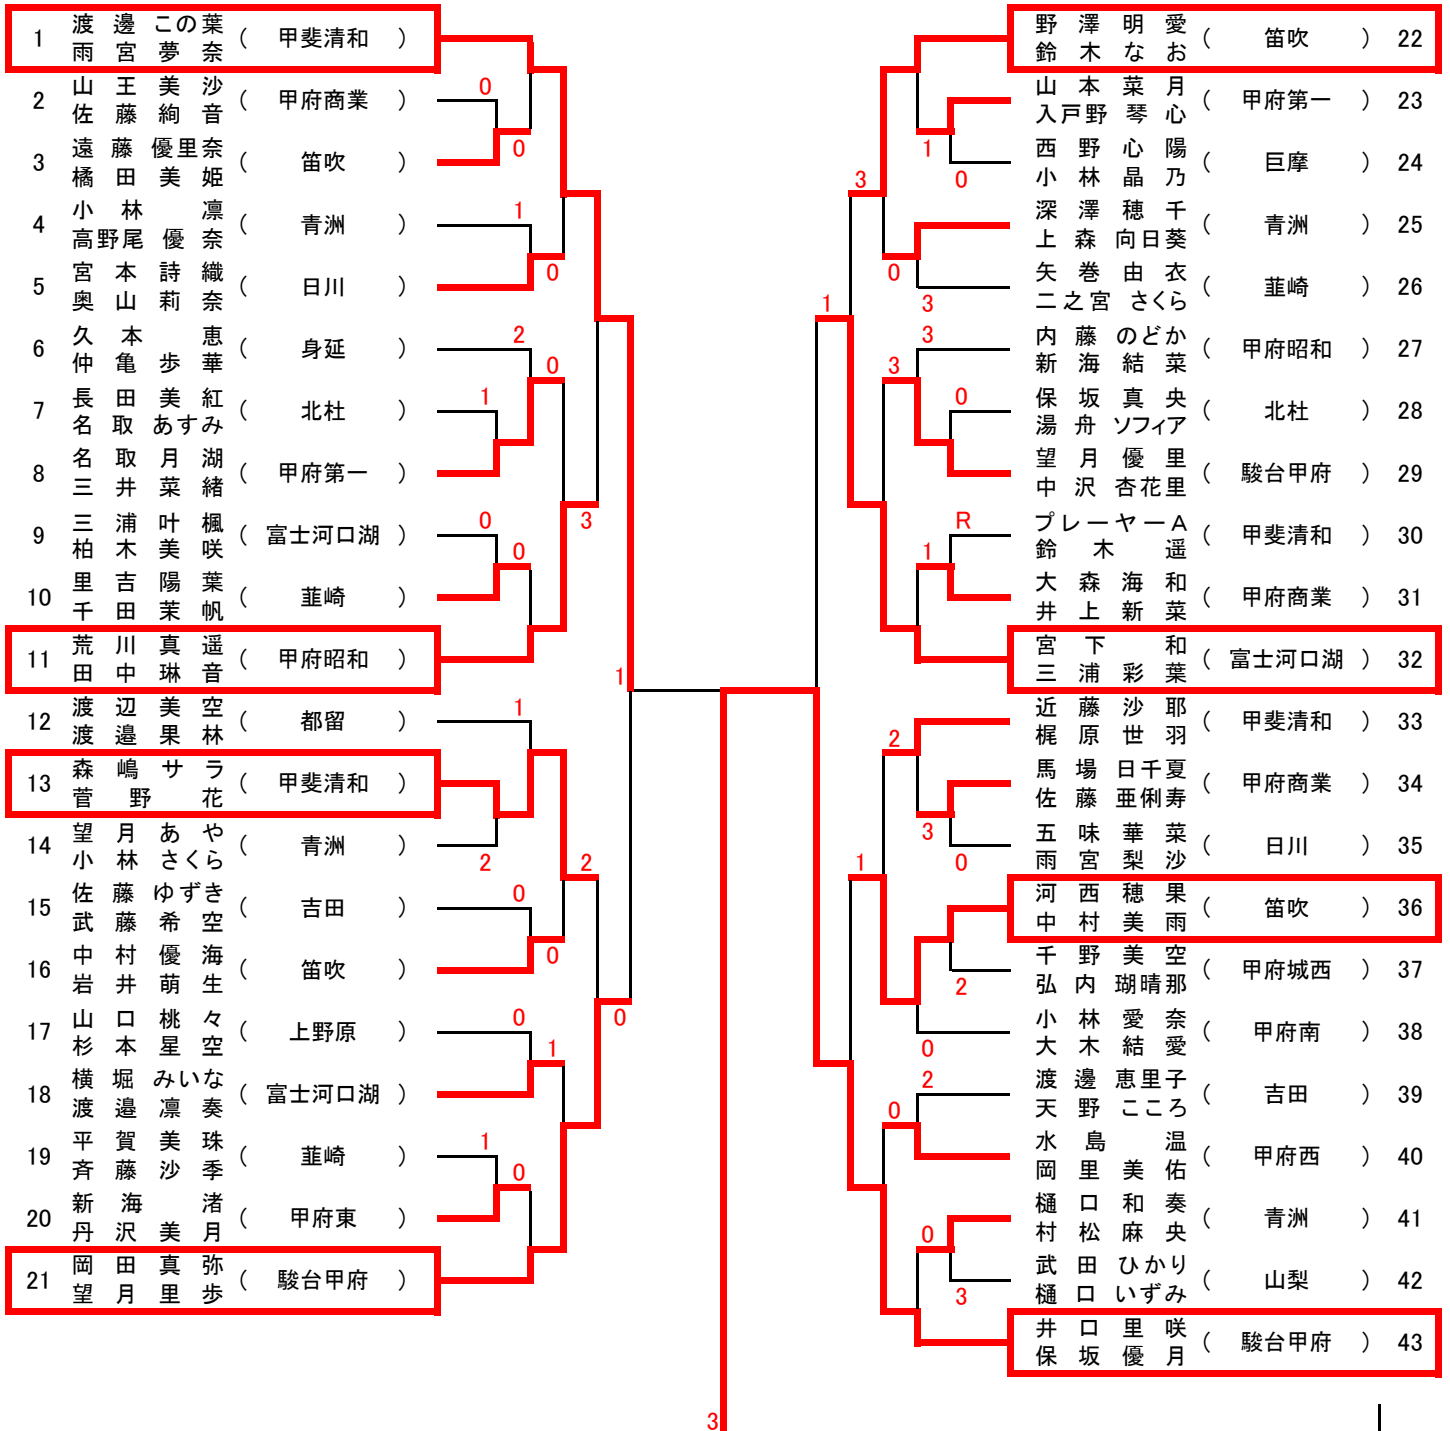 1 渡邊 この葉 ( 甲斐清和 )
雨宮 夢奈
2 山王 美沙 ( 甲府商業 ) 0
佐藤 絢音
3 遠藤 優里奈 ( 笛吹 ) 0
橘田 美姫
4 小林 凛 ( 青洲 ) 1
高野尾 優奈
5 宮本 詩織 ( 日川 ) 0
奥山 莉奈
6 久本 恵 ( 身延 ) 2
仲亀 歩華 0
7 長田 美紅 ( 北杜 ) 1
名取 あすみ
8 名取 月湖 ( 甲府第一 )
三井 菜緒
9 三浦 叶楓 ( 富士河口湖 ) 0 3
柏木 美咲 0
10 里吉 陽葉 ( 韮崎 )
千田 茉帆
11 荒川 真遥 ( 甲府昭和 )
田中 琳音 1
12 渡辺 美空 ( 都留 ) 1
渡邉 果林
13 森嶋 サラ ( 甲斐清和 )
菅野 花
14 望月 あや ( 青洲 )
小林 さくら 2 2
15 佐藤 ゆずき ( 吉田 ) 0
武藤 希空
16 中村 優海 ( 笛吹 ) 0
岩井 萌生
17 山口 桃々 ( 上野原 ) 0 0
杉本 星空 1
18 横堀 みいな ( 富士河口湖 )
渡邉 凛奏
19 平賀 美珠 ( 韮崎 ) 1
斉藤 沙季 0
20 新海 渚 ( 甲府東 )
丹沢 美月
21 岡田 真弥 ( 駿台甲府 )
望月 里歩
野澤 明愛 ( 笛吹 ) 22
鈴木 なお
山本 菜月 ( 甲府第一 ) 23
入戸野 琴心
1 西野 心陽 ( 巨摩 ) 24
3 0 小林 晶乃
深澤 穂千 ( 青洲 ) 25
上森 向日葵
0 矢巻 由衣 ( 韮崎 ) 26
1 3 二之宮 さくら
3 内藤 のどか ( 甲府昭和 ) 27
3 新海 結菜
0 保坂 真央 ( 北杜 ) 28
湯舟 ソフィア
望月 優里 ( 駿台甲府 ) 29
中沢 杏花里
R プレーヤーA ( 甲斐清和 ) 30
1 鈴木 遥
大森 海和 ( 甲府商業 ) 31
井上 新菜
宮下 和 ( 富士河口湖 ) 32
三浦 彩葉
近藤 沙耶 ( 甲斐清和 ) 33
2 梶原 世羽
馬場 日千夏 ( 甲府商業 ) 34
佐藤 亜俐寿
3 五味 華菜 ( 日川 ) 35
1 0 雨宮 梨沙
河西 穂果 ( 笛吹 ) 36
中村 美雨
千野 美空 ( 甲府城西 ) 37
2 弘内 瑚晴那
小林 愛奈 ( 甲府南 ) 38
0 大木 結愛
2 渡邊 恵里子 ( 吉田 ) 39
0 天野 こころ
水島 温 ( 甲府西 ) 40
岡里 美佑
樋口 和奏 ( 青洲 ) 41
0 村松 麻央
武田 ひかり ( 山梨 ) 42
3 樋口 いずみ
井口 里咲 ( 駿台甲府 ) 43
保坂 優月
3